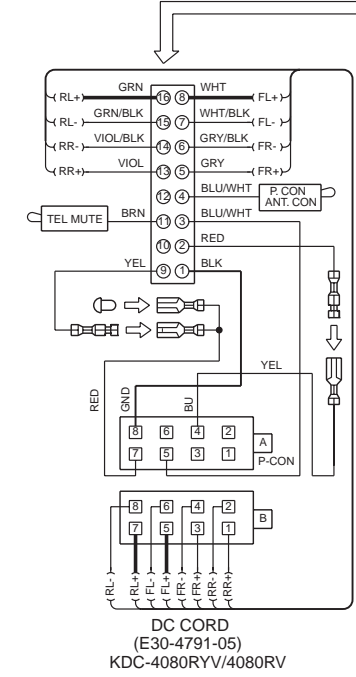 GRN WHT
RL+ 16 8 FL+
GRN/BLK WHT/BLK
RL- 15 7 FL-
VIOL/BLK GRY/BLK
RR- 14 6 FR-
VIOL GRY
RR+ 13 5 FR+
BLU/WHT P. CON
12 4 ANT. CON
TEL MUTE BRN 11 3 BLU/WHT
10 2 RED
YEL 9 1 BLK
YEL
RED GND BU
8 6 4 2 A
7 5 3 1 P-CON
8 6 4 2 B
7 5 3 1
RL- RL+ FL- FL+ FR- FR+ RR- RR+
DC CORD
(E30-4791-05)
KDC-4080RYV/4080RV